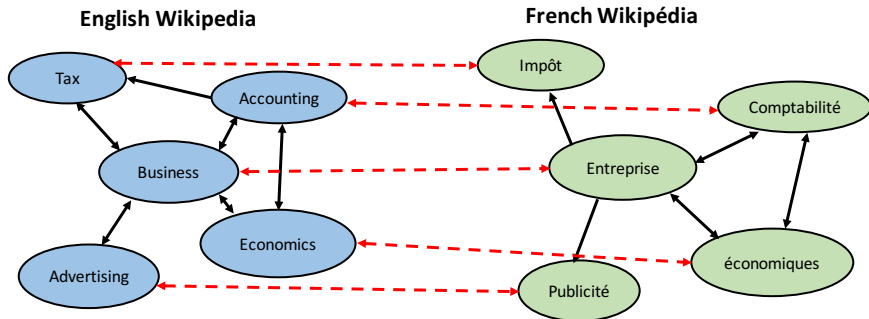 English Wikipedia
French Wikipédia
Tax
Impôt
Accounting
Comptabilité
Business
Entreprise
Economics
économiques
Advertising
Publicité